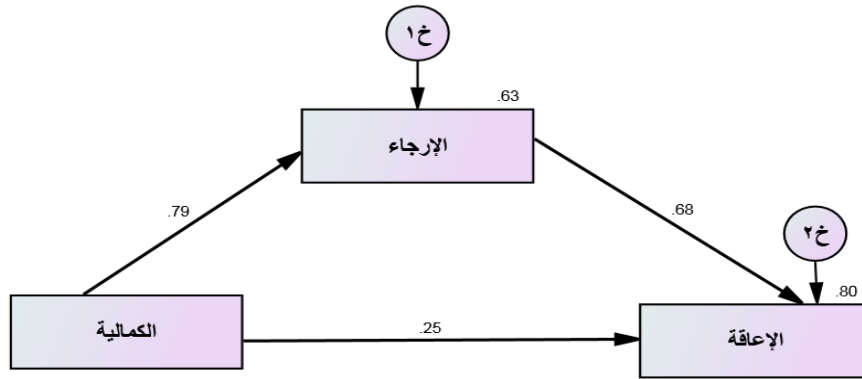 خ١
.63
الإرجاء
.79
.68
خ٢
.80
الكمالية
.25
الإعاقة